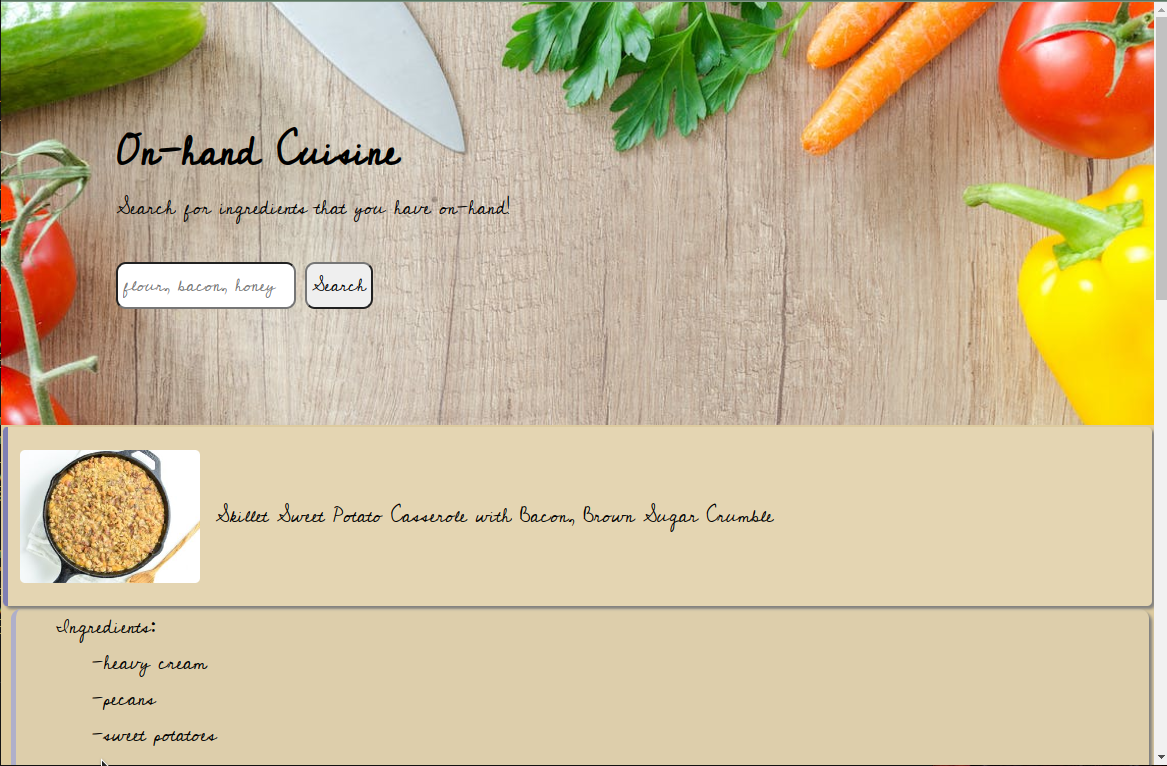 On-hand Cuisine
Search for ingredients that you have on-hand!
flour, bacon, honey
Search
Skillet Sweet Potato Casserole with Bacon, Brown Sugar Crumble
Ingredients:
-heavy cream
-pecans
-sweet potatoes